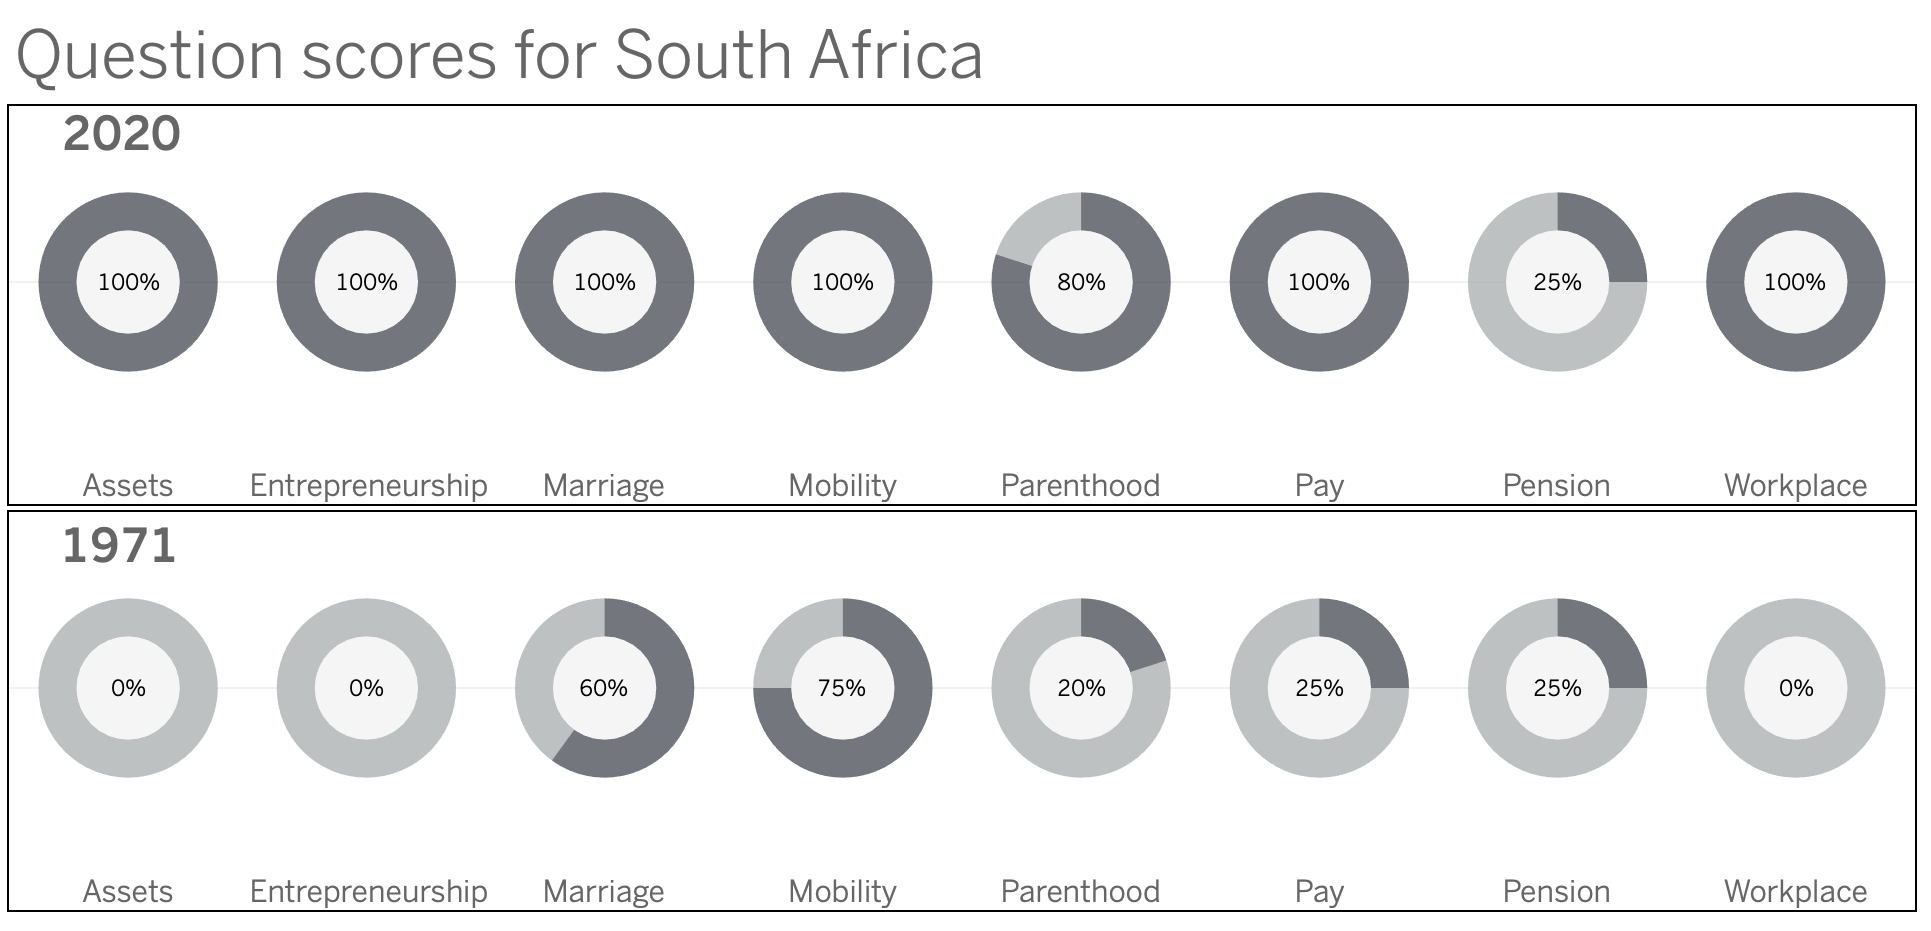 Question scores for South Africa
2020
100% 100% 100% 100% 80% 100% 25% 100%
Assets Entrepreneurship Marriage Mobility Parenthood Pay Pension Workplace
1971
0% 0% 60% 75% 20% 25% 25% 0%
Assets Entrepreneurship Marriage Mobility Parenthood Pay Pension Workplace